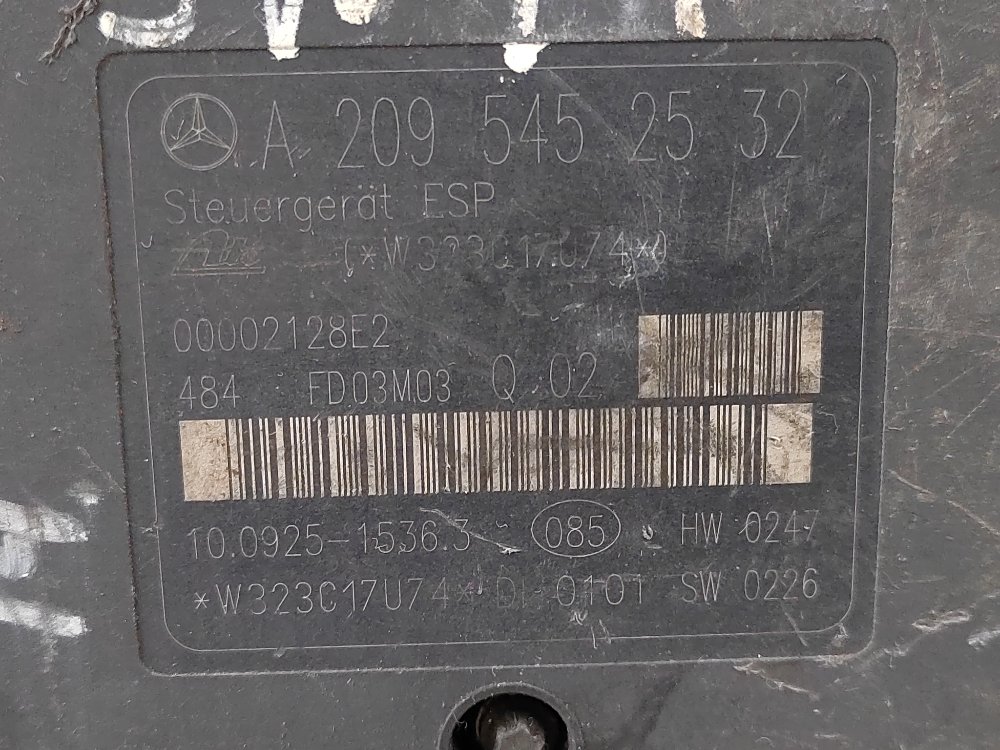 A 209 545 25 32
Steuergerät ESP
(*W323C17U74*)
00002128E2
484 FD03M03 Q 02
10.0925-1536.3 085 HW 0247
*W323C17U74* DI 0101 SW 0226